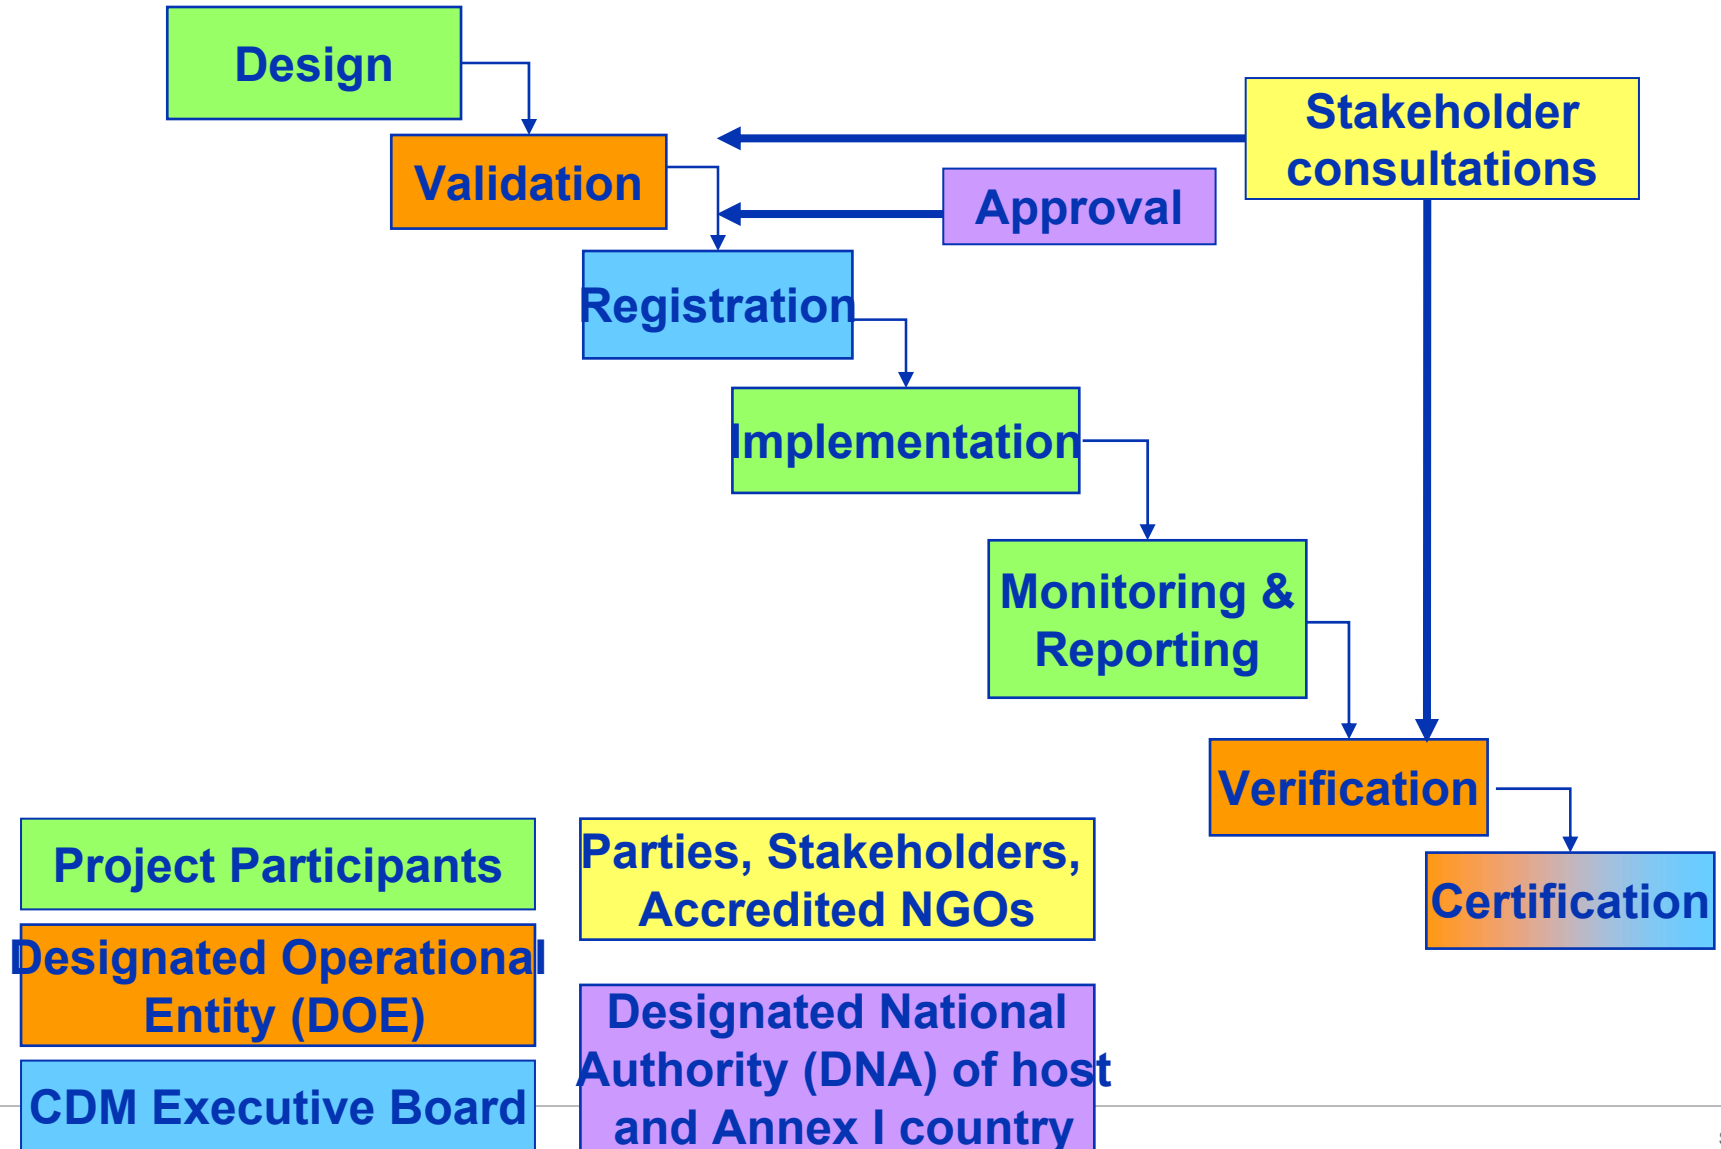 Design
Stakeholder
consultations
Validation
Approval
Registration
Implementation
Monitoring &
Reporting
Verification
Certification
Project Participants
Parties, Stakeholders,
Accredited NGOs
Designated Operational
Entity (DOE)
Designated National
Authority (DNA) of host
and Annex I country
CDM Executive Board